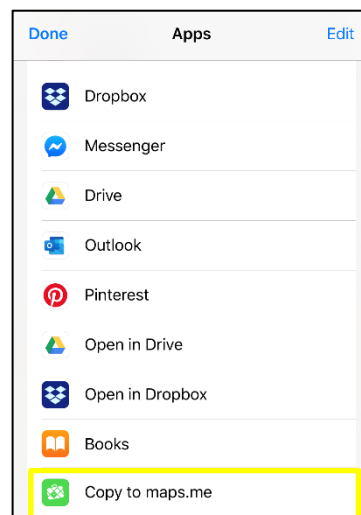 Done Apps Edit
Dropbox
Messenger
Drive
Outlook
Pinterest
Open in Drive
Open in Dropbox
Books
Copy to maps.me